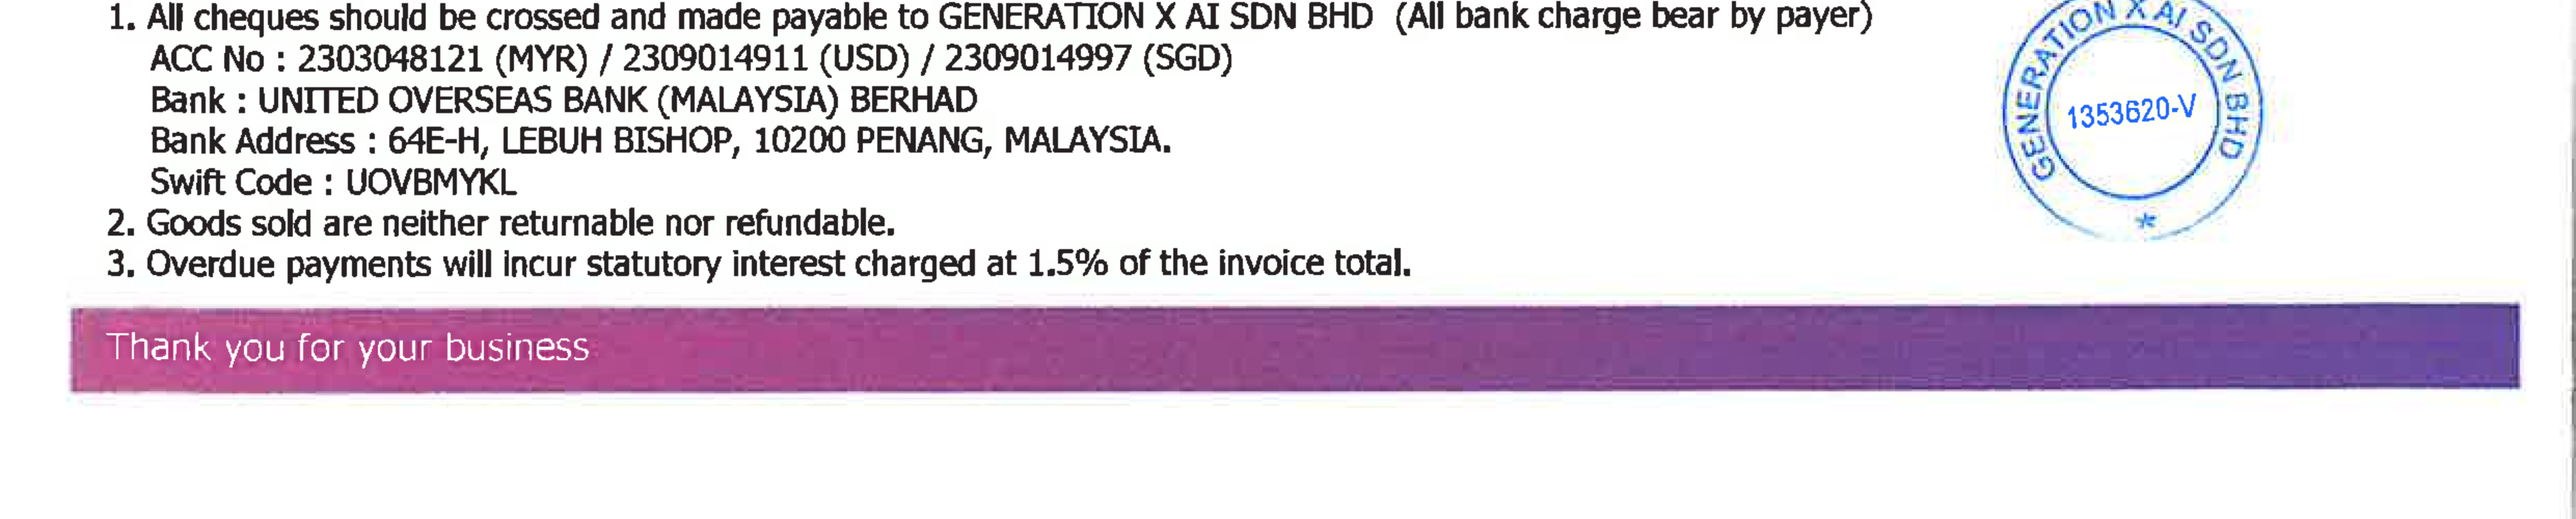 1. All cheques should be crossed and made payable to GENERATION X AI SDN BHD (All bank charge bear by payer)
ACC No : 2303048121 (MYR) / 2309014911 (USD) / 2309014997 (SGD)
Bank : UNITED OVERSEAS BANK (MALAYSIA) BERHAD
Bank Address : 64E-H, LEBUH BISHOP, 10200 PENANG, MALAYSIA.
Swift Code : UOVBMYKL
2. Goods sold are neither returnable nor refundable.
3. Overdue payments will incur statutory interest charged at 1.5% of the invoice total.
GENERATION X AI SDN BHD
1353620-V
*
Thank you for your business